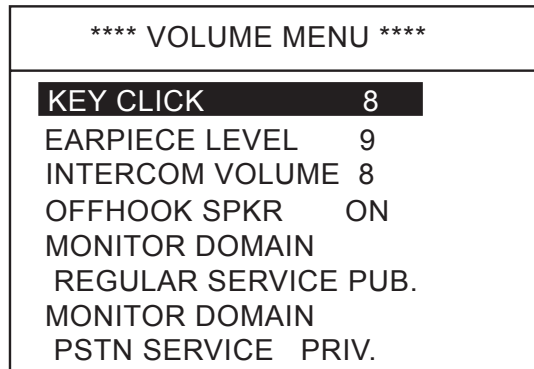 **** VOLUME MENU ****
KEY CLICK 8
EARPIECE LEVEL 9
INTERCOM VOLUME 8
OFFHOOK SPKR ON
MONITOR DOMAIN
REGULAR SERVICE PUB.
MONITOR DOMAIN
PSTN SERVICE PRIV.